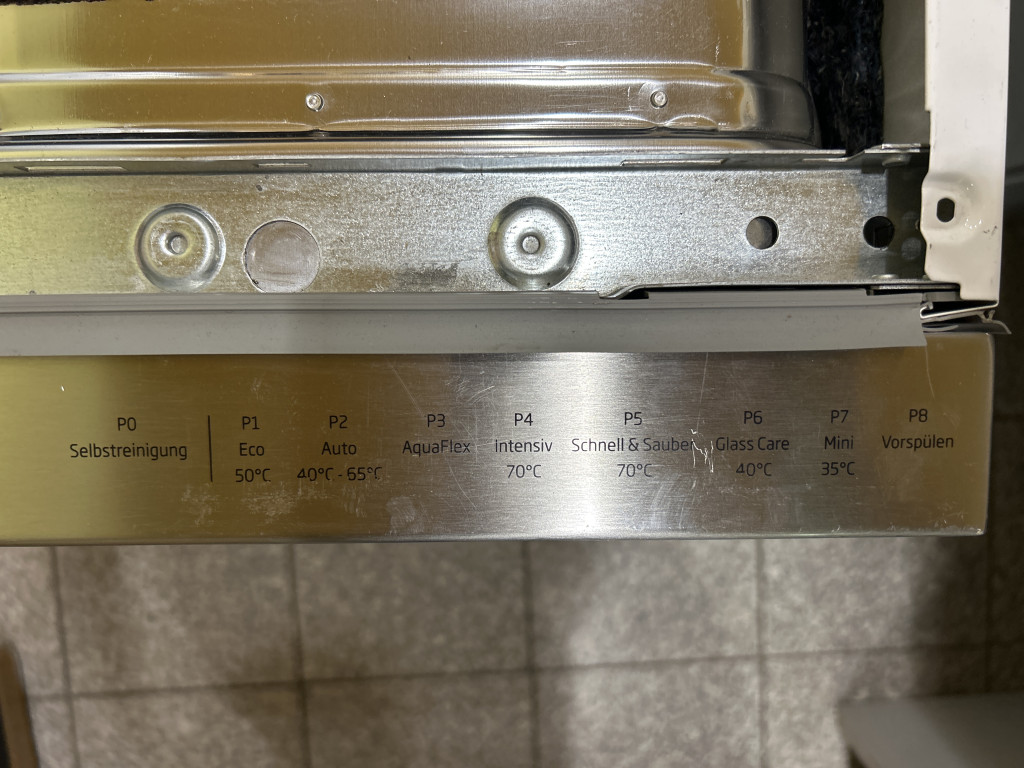 P0
Selbstreinigung
P1
Eco
50°C
P2
Auto
40°C - 65°C
P3
AquaFlex
P4
Intensiv
70°C
P5
Schnell & Sauber
70°C
P6
Glass Care
40°C
P7
Mini
35°C
P8
Vorspülen